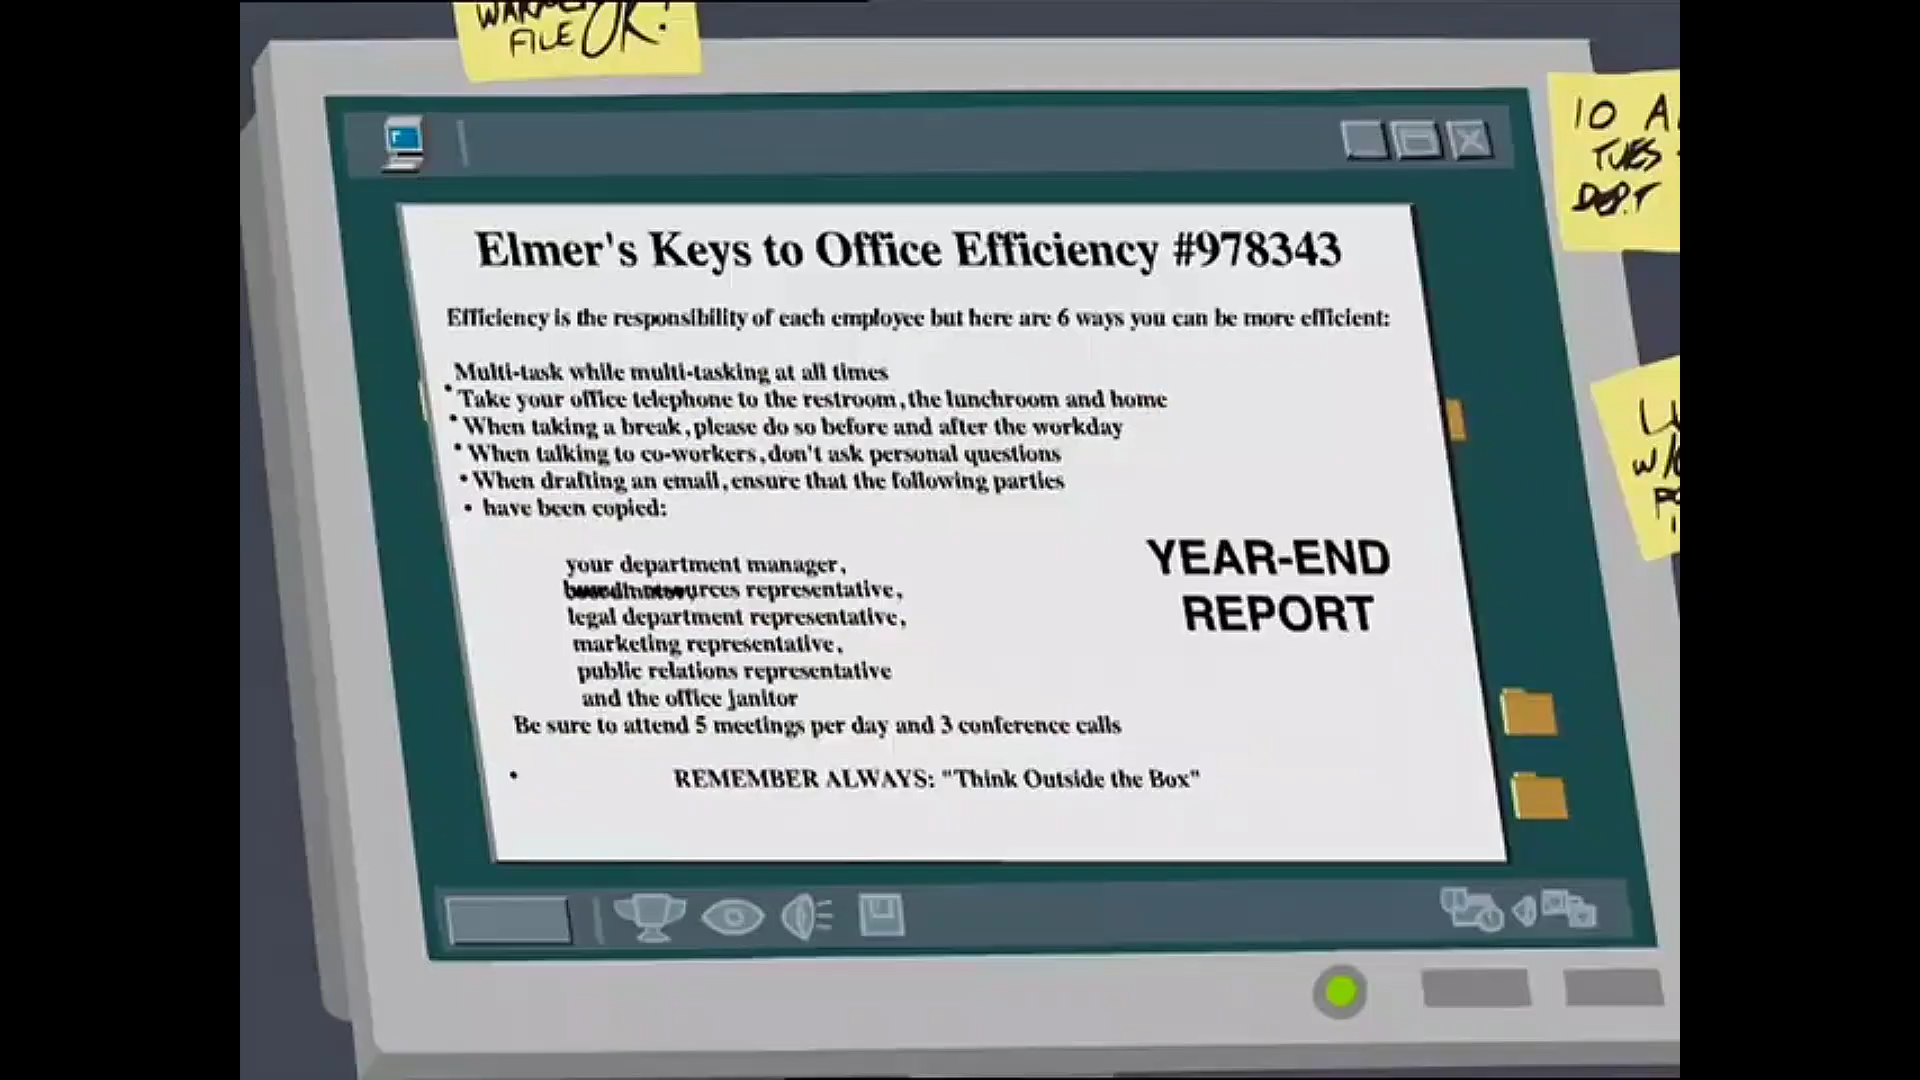 FILE OK!
10
TUES
DEPT
Elmer's Keys to Office Efficiency #978343
Efficiency is the responsibility of each employee but here are 6 ways you can be more efficient:
Multi-task while multi-tasking at all times
• Take your office telephone to the restroom, the lunchroom and home
• When taking a break, please do so before and after the workday
• When talking to co-workers, don't ask personal questions
• When drafting an email, ensure that the following parties
• have been copied:
your department manager,
representative,
legal department representative,
marketing representative,
public relations representative
and the office janitor
Be sure to attend 5 meetings per day and 3 conference calls
• REMEMBER ALWAYS: "Think Outside the Box"
YEAR-END
REPORT